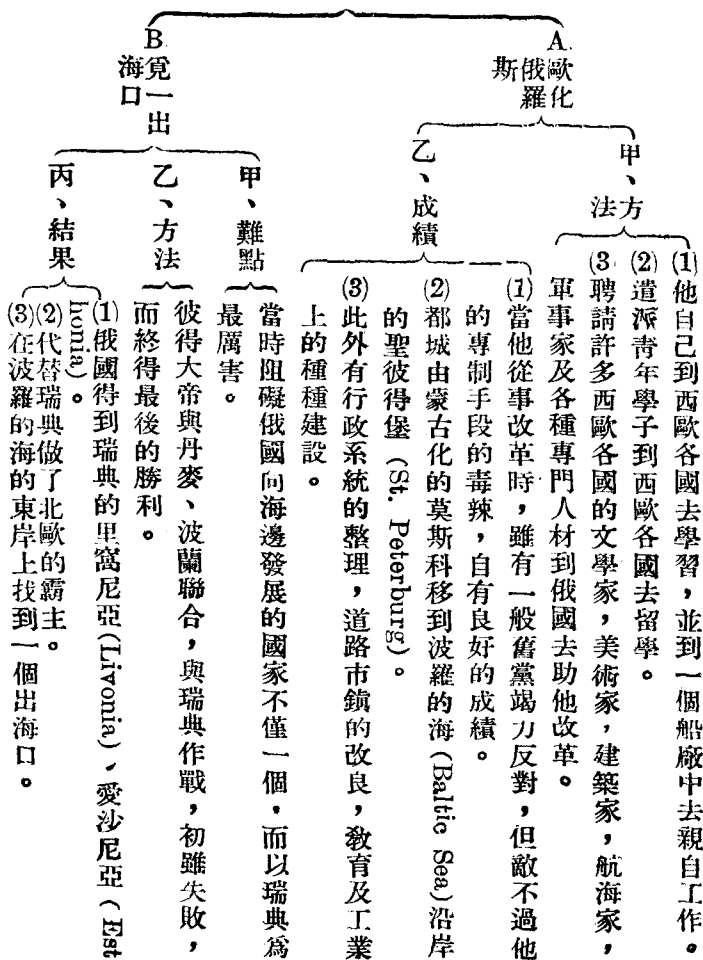 A.歐化
俄羅
斯
甲、方
法
(1)他自己到西歐各國去學習，並到一個船廠中去親自工作。
(2)遣派靑年學子到西歐各國去留學。
(3)聘請許多西歐各國的文學家，美術家，建築家，航海家，
軍事家及各種專門人材到俄國去助他改革。
乙、成績
(1)當他從事改革時，雖有一般舊黨竭力反對，但敵不過他
的專制手段的毒辣，自有良好的成績。
(2)都城由蒙古化的莫斯科移到波羅的海(Baltic Sea)沿岸
的聖彼得堡 (St. Peterburg)。
(3)此外有行政系統的整理，道路市鎭的改良，敎育及工業
上的種種建設。
B覓一出
海口
甲、難點
當時阻礙俄國向海邊發展的國家不僅一個，而以瑞典爲
最厲害。
乙、方法
彼得大帝與丹麥、波蘭聯合，與瑞典作戰，初雖失敗，
而終得最後的勝利。
丙、結果
(1)俄國得到瑞典的里窩尼亞(Livonia)、愛沙尼亞(Est
honia)。
(2)代替瑞典做了北歐的霸主。
(3)在波羅的海的東岸上找到一個出海口。